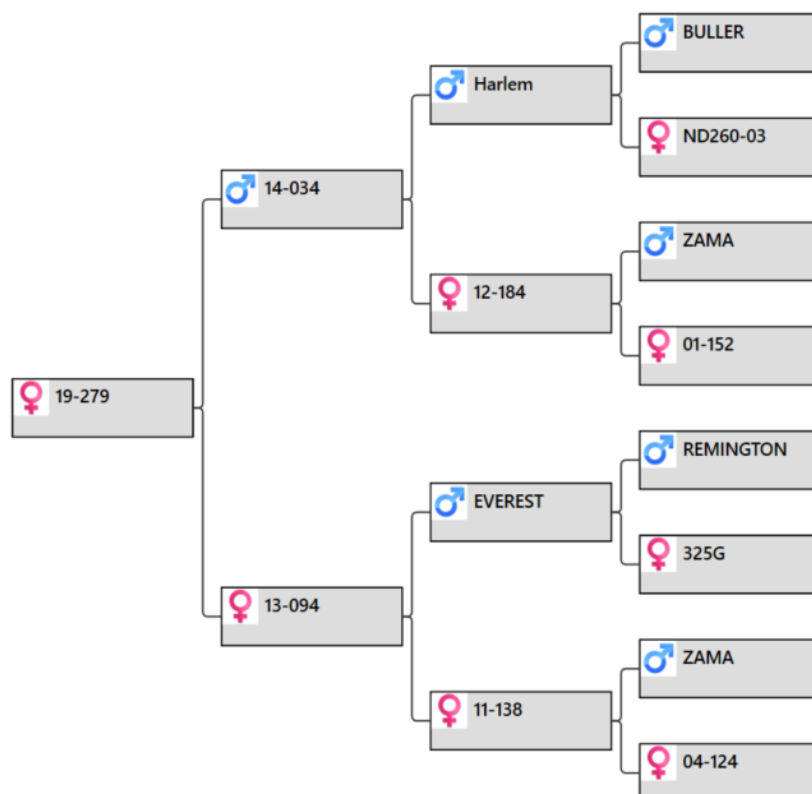 BULLER
Harlem
ND260-03
14-034
ZAMA
12-184
01-152
19-279
REMINGTON
EVEREST
325G
13-094
ZAMA
11-138
04-124